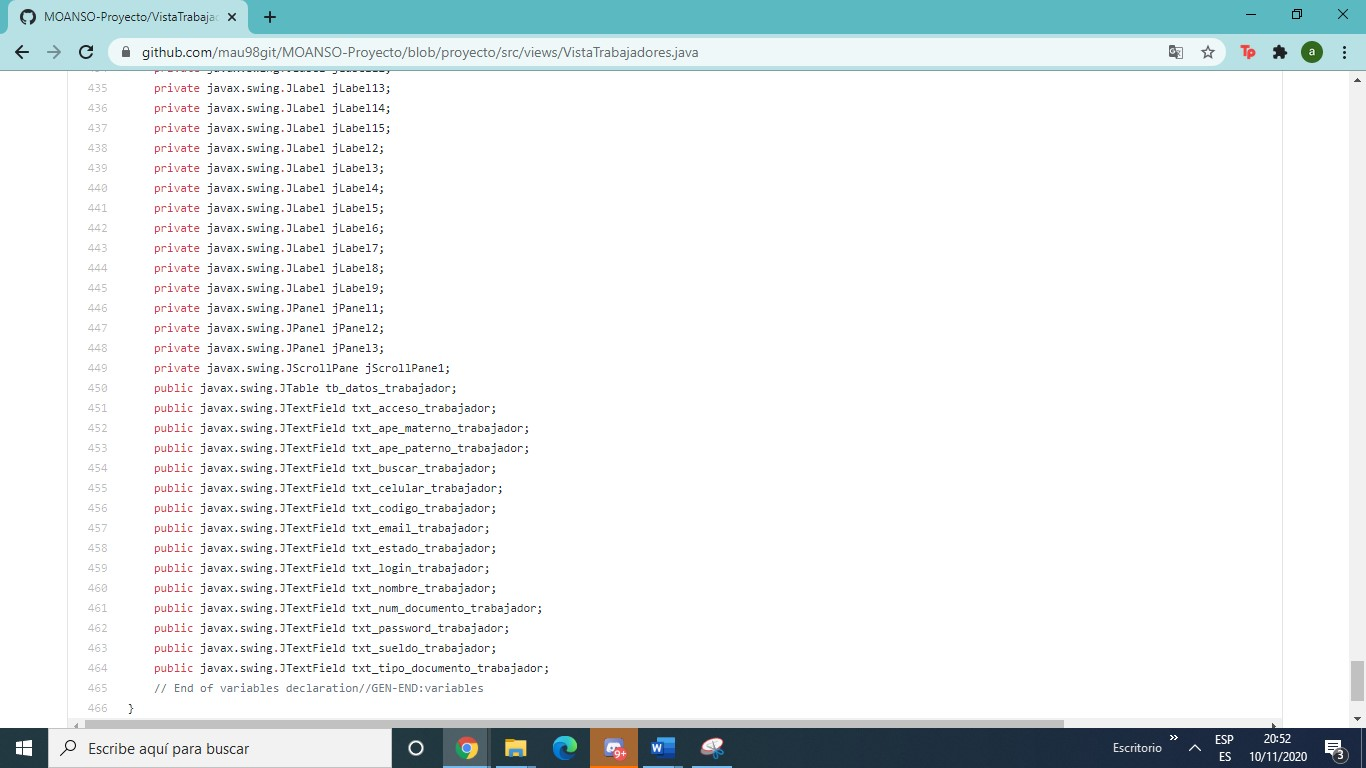 MOANSO-Proyecto/VistaTrabajad
github.com/mau98git/MOANSO-Proyecto/blob/proyecto/src/views/VistaTrabajadores.java
Tp
a
435 private javax.swing.JLabel jLabel13;
436 private javax.swing.JLabel jLabel14;
437 private javax.swing.JLabel jLabel15;
438 private javax.swing.JLabel jLabel2;
439 private javax.swing.JLabel jLabel3;
440 private javax.swing.JLabel jLabel4;
441 private javax.swing.JLabel jLabel5;
442 private javax.swing.JLabel jLabel6;
443 private javax.swing.JLabel jLabel7;
444 private javax.swing.JLabel jLabel8;
445 private javax.swing.JLabel jLabel9;
446 private javax.swing.JPanel jPanel1;
447 private javax.swing.JPanel jPanel2;
448 private javax.swing.JPanel jPanel3;
449 private javax.swing.JScrollPane jScrollPane1;
450 public javax.swing.JTable tb_datos_trabajador;
451 public javax.swing.JTextField txt_acceso_trabajador;
452 public javax.swing.JTextField txt_ape_materno_trabajador;
453 public javax.swing.JTextField txt_ape_paterno_trabajador;
454 public javax.swing.JTextField txt_buscar_trabajador;
455 public javax.swing.JTextField txt_celular_trabajador;
456 public javax.swing.JTextField txt_codigo_trabajador;
457 public javax.swing.JTextField txt_email_trabajador;
458 public javax.swing.JTextField txt_estado_trabajador;
459 public javax.swing.JTextField txt_login_trabajador;
460 public javax.swing.JTextField txt_nombre_trabajador;
461 public javax.swing.JTextField txt_num_documento_trabajador;
462 public javax.swing.JTextField txt_password_trabajador;
463 public javax.swing.JTextField txt_sueldo_trabajador;
464 public javax.swing.JTextField txt_tipo_documento_trabajador;
465 // End of variables declaration//GEN-END:variables
466 }
Escribe aquí para buscar
9+
W
Escritorio
ESP
ES
20:52
10/11/2020
3